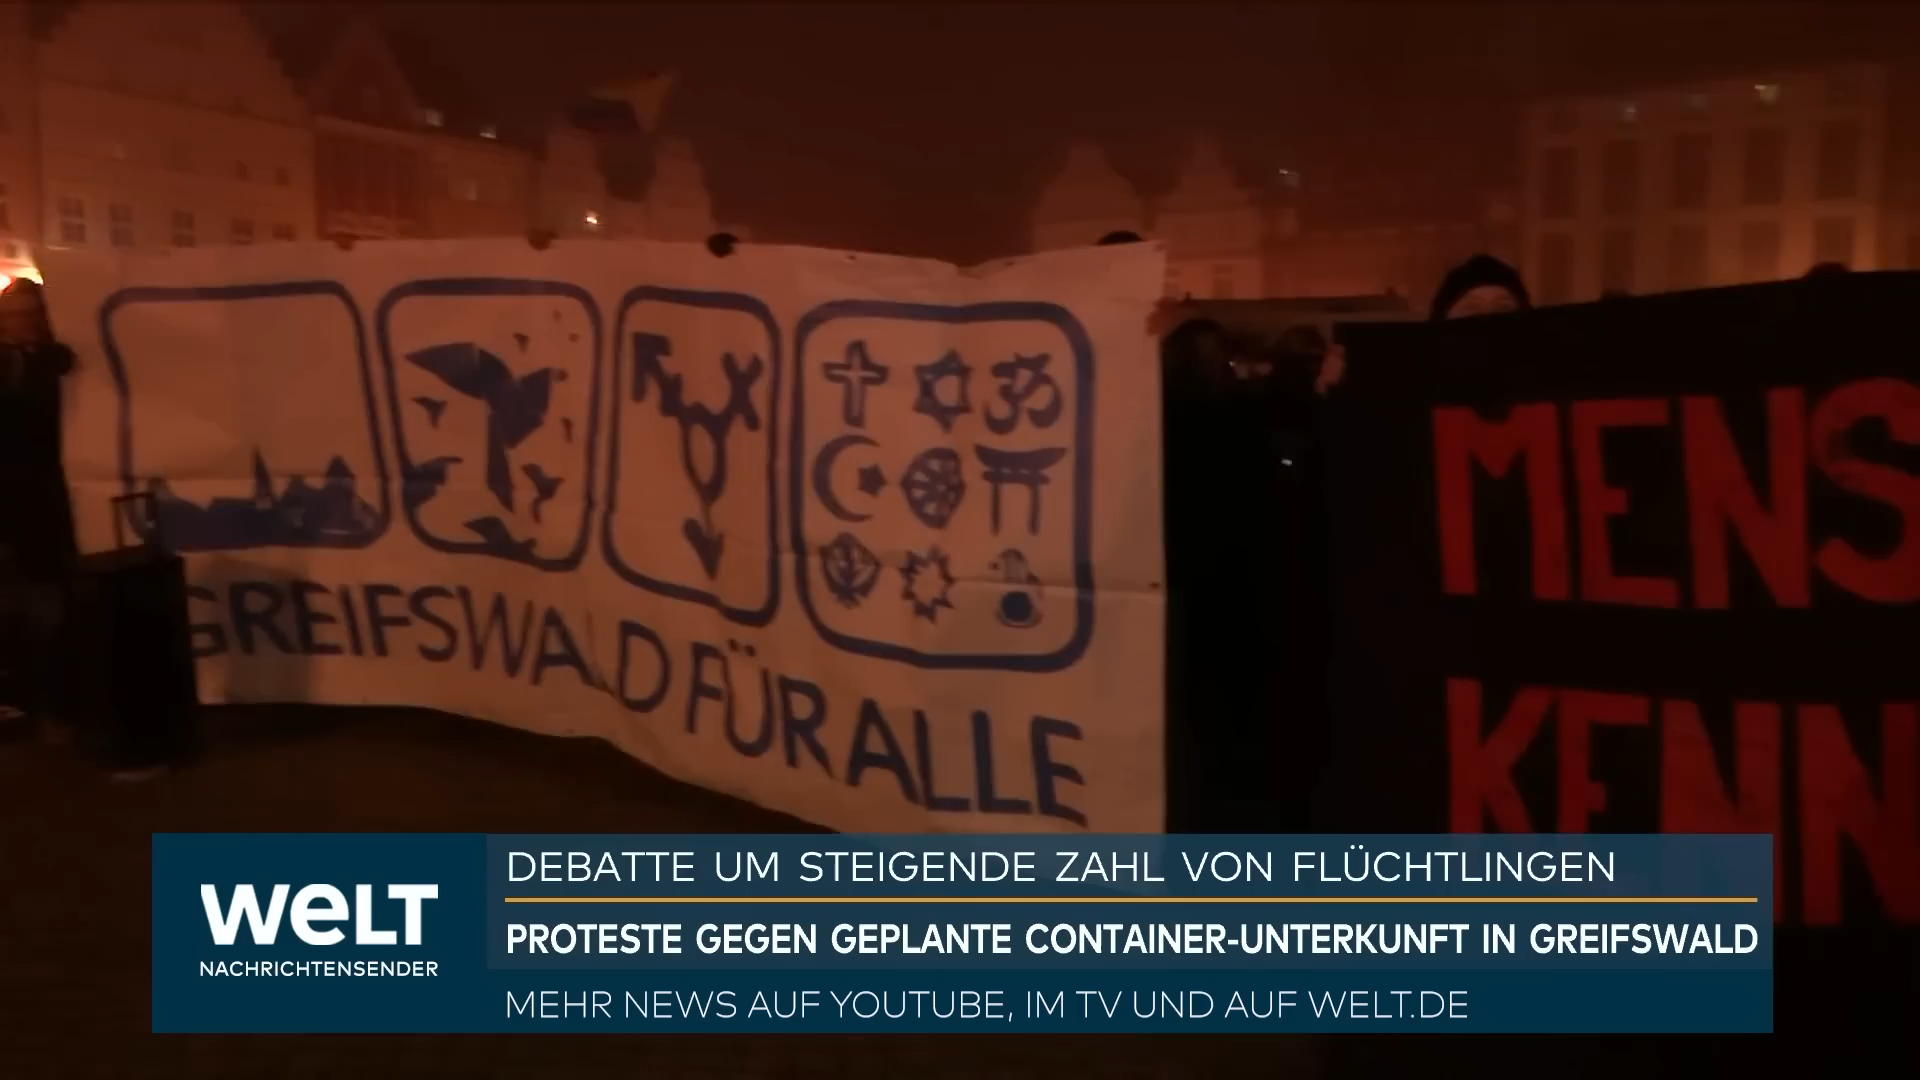 GREIFSWALD FÜR ALLE
MENS
KENN
WELT
NACHRICHTENSENDER
DEBATTE UM STEIGENDE ZAHL VON FLÜCHTLINGEN
PROTESTE GEGEN GEPLANTE CONTAINER-UNTERKUNFT IN GREIFSWALD
MEHR NEWS AUF YOUTUBE, IM TV UND AUF WELT.DE